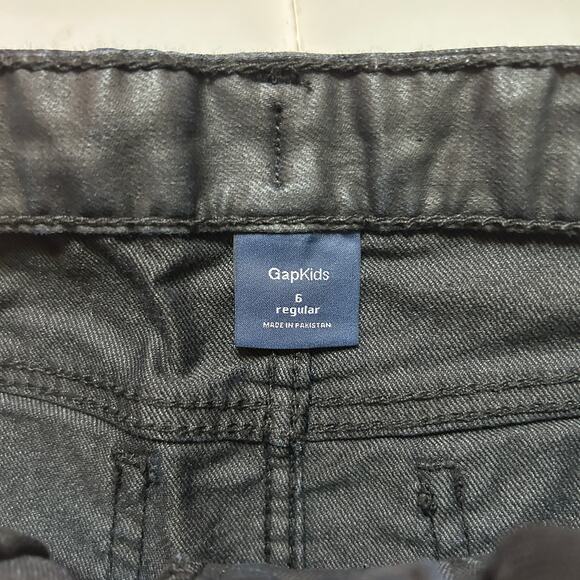 GapKids
6
regular
MADE IN PAKISTAN